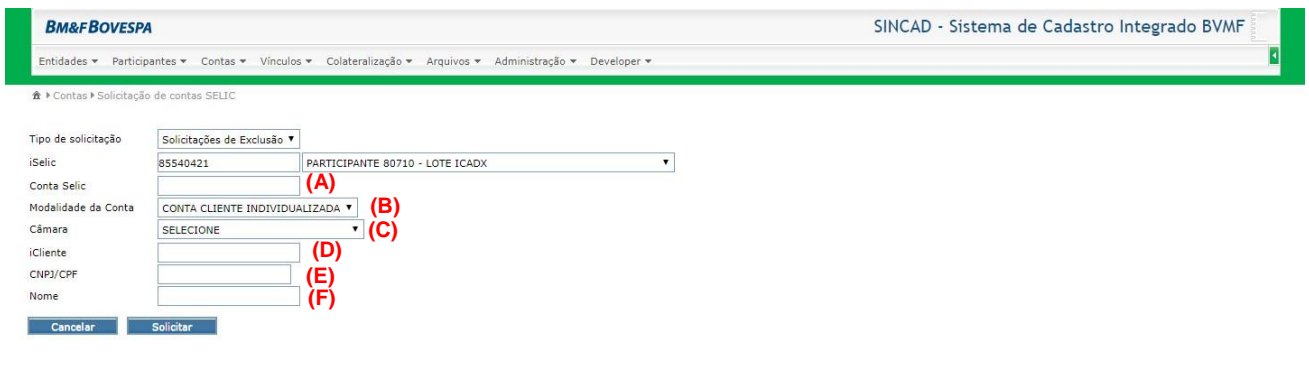 BM&FBOVESPA SINCAD - Sistema de Cadastro Integrado BVMF
Entidades Participantes Contas Vínculos Colateralização Arquivos Administração Developer
Contas Solicitação de contas SELIC
Tipo de solicitação Solicitações de Exclusão
iSelic 85540421 PARTICIPANTE 80710 - LOTE ICADX
Conta Selic (A)
Modalidade da Conta CONTA CLIENTE INDIVIDUALIZADA (B)
Câmara SELECIONE (C)
iCliente (D)
CNPJ/CPF (E)
Nome (F)
Cancelar Solicitar